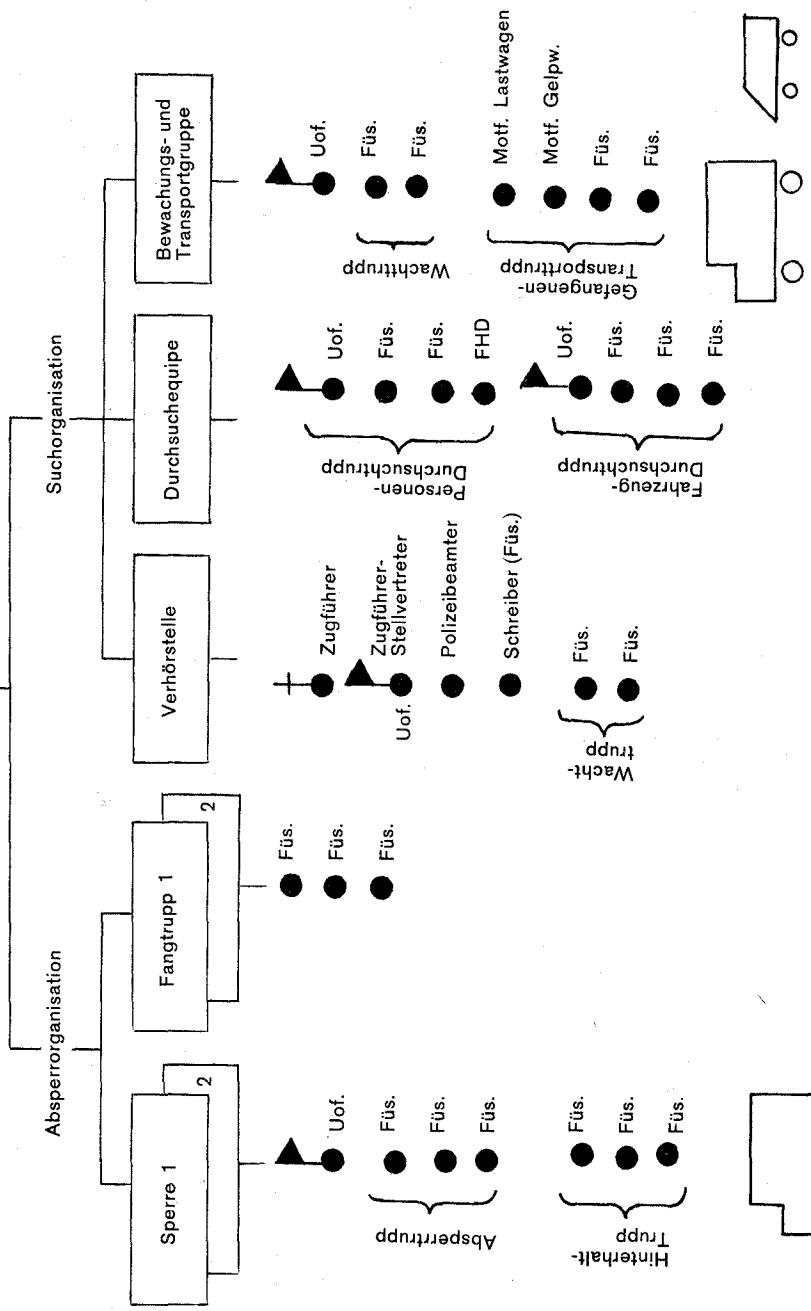 Absperrorganisation
Suchorganisation
Sperre 1
2
Fangtrupp 1
2
Verhörstelle
Durchsuchequipe
Bewachungs- und
Transportgruppe
Uof.
Absperrtrupp
Füs.
Füs.
Füs.
Hinterhalt-
Trupp
Füs.
Füs.
Füs.
Füs.
Füs.
Füs.
Zugführer
Zugführer-
Stellvertreter
Uof.
Polizeibeamter
Schreiber (Füs.)
Wacht-
trupp
Füs.
Füs.
Personen-
Durchsuchtrupp
Uof.
Füs.
Füs.
FHD
Fahrzeug-
Durchsuchtrupp
Uof.
Füs.
Füs.
Füs.
Uof.
Wachttrupp
Füs.
Füs.
Gefangenen-
Transporttrupp
Motf. Lastwagen
Motf. Gelpw.
Füs.
Füs.